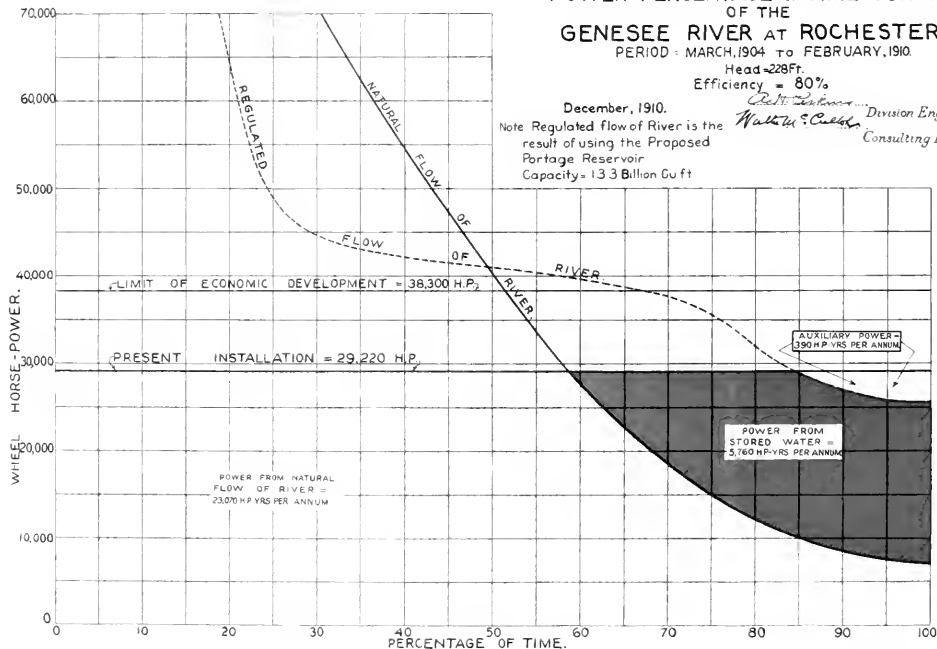 OF THE
GENESEE RIVER AT ROCHESTER
PERIOD: MARCH, 1904 TO FEBRUARY, 1910.
Head=228Ft.
Efficiency = 80%
December, 1910.
Division
Consulting
Note Regulated flow of River is the
result of using the Proposed
Portage Reservoir
Capacity = 13.3 Billion Cu ft
70,000
60,000
50,000
40,000
30,000
20,000
10,000
0
WHEEL HORSE-POWER.
REGULATED FLOW OF RIVER.
NATURAL FLOW OF RIVER.
LIMIT OF ECONOMIC DEVELOPMENT = 38,300 H.P.
PRESENT INSTALLATION = 29,220 H.P.
AUXILIARY POWER=
390 H.P-YRS PER ANNUM
POWER FROM
STORED WATER =
5,760 HP-YRS PER ANNUM
POWER FROM NATURAL
FLOW OF RIVER =
23,070 HP YRS PER ANNUM
0 10 20 30 40 50 60 70 80 90 100
PERCENTAGE OF TIME.